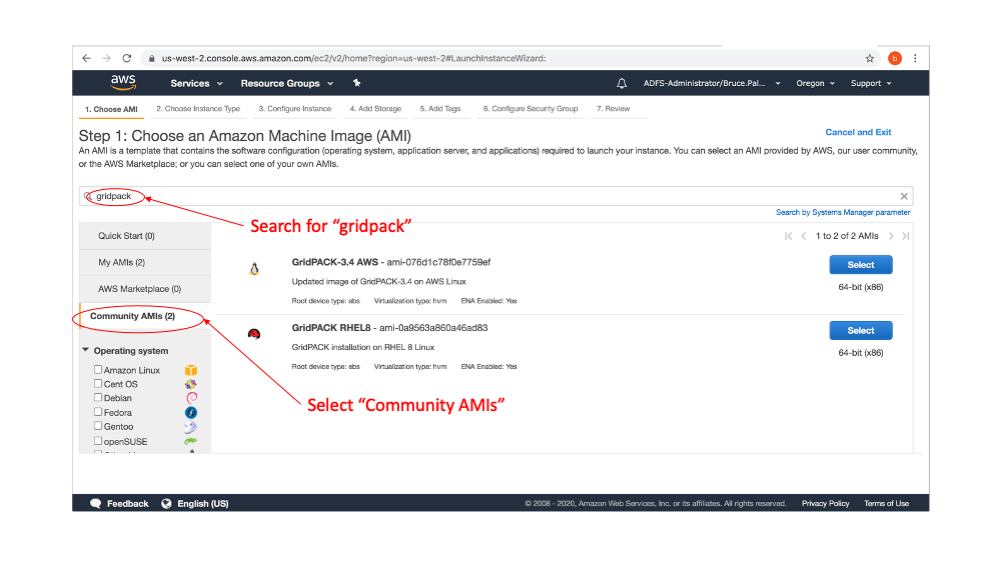 us-west-2.console.aws.amazon.com/ec2/v2/home?region=us-west-2#LaunchInstanceWizard:
b
aws Services Resource Groups ADFS-Administrator/Bruce.Pal... Oregon Support
1. Choose AMI 2. Choose Instance Type 3. Configure Instance 4. Add Storage 5. Add Tags 6. Configure Security Group 7. Review
Step 1: Choose an Amazon Machine Image (AMI)
Cancel and Exit
An AMI is a template that contains the software configuration (operating system, application server, and applications) required to launch your instance. You can select an AMI provided by AWS, our user community,
or the AWS Marketplace; or you can select one of your own AMIs.
gridpack
Search by Systems Manager parameter
Search for “gridpack”
Quick Start (0)
My AMIs (2)
AWS Marketplace (0)
Community AMIs (2)
Operating system
Amazon Linux
Cent OS
Debian
Fedora
Gentoo
openSUSE
1 to 2 of 2 AMIs
GridPACK-3.4 AWS - ami-076d1c78f0e7759ef
Updated image of GridPACK-3.4 on AWS Linux
Root device type: ebs Virtualization type: hvm ENA Enabled: Yes
Select
64-bit (x86)
GridPACK RHEL8 - ami-0a9563a860a46ad83
GridPACK installation on RHEL 8 Linux
Root device type: ebs Virtualization type: hvm ENA Enabled: Yes
Select
64-bit (x86)
Select “Community AMIs”
Feedback English (US) © 2008 - 2020, Amazon Web Services, Inc. or its affiliates. All rights reserved. Privacy Policy Terms of Use